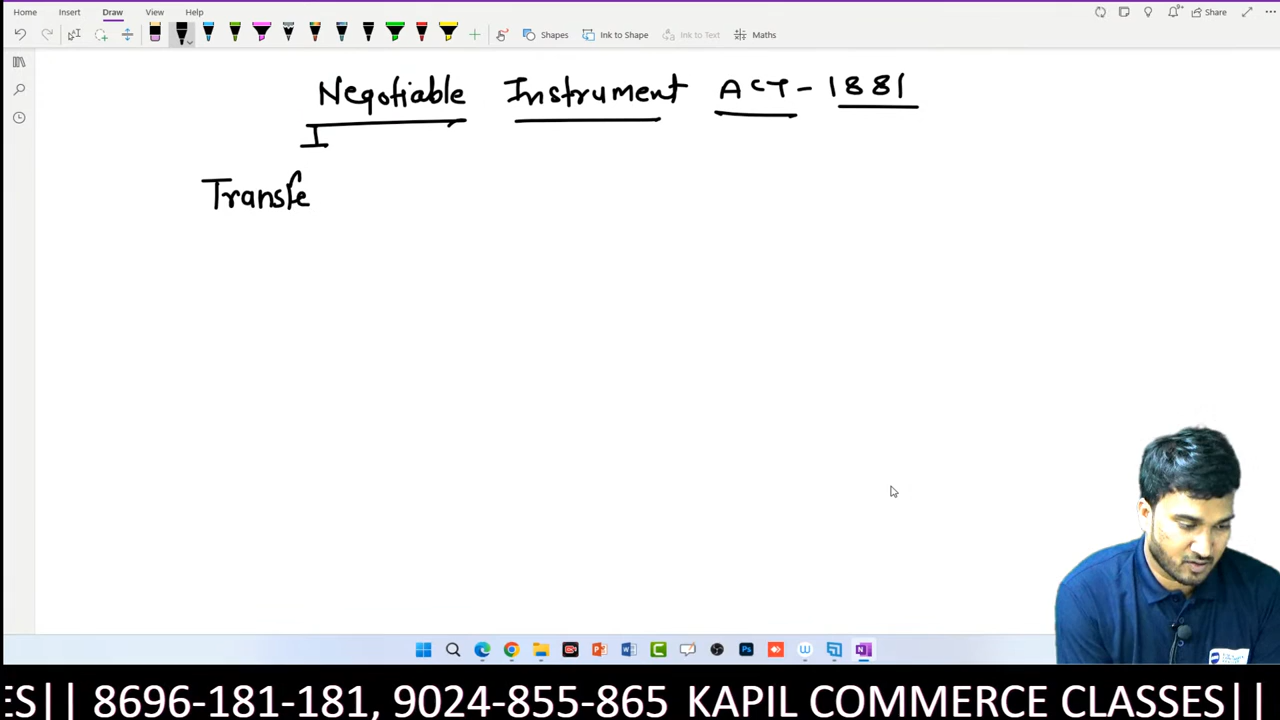 Home Insert Draw View Help
Share
Shapes Ink to Shape Ink to Text Maths
Negotiable Instrument ACT - 1881
I
Transfe
ES|| 8696-181-181, 9024-855-865 KAPIL COMMERCE CLASSES||